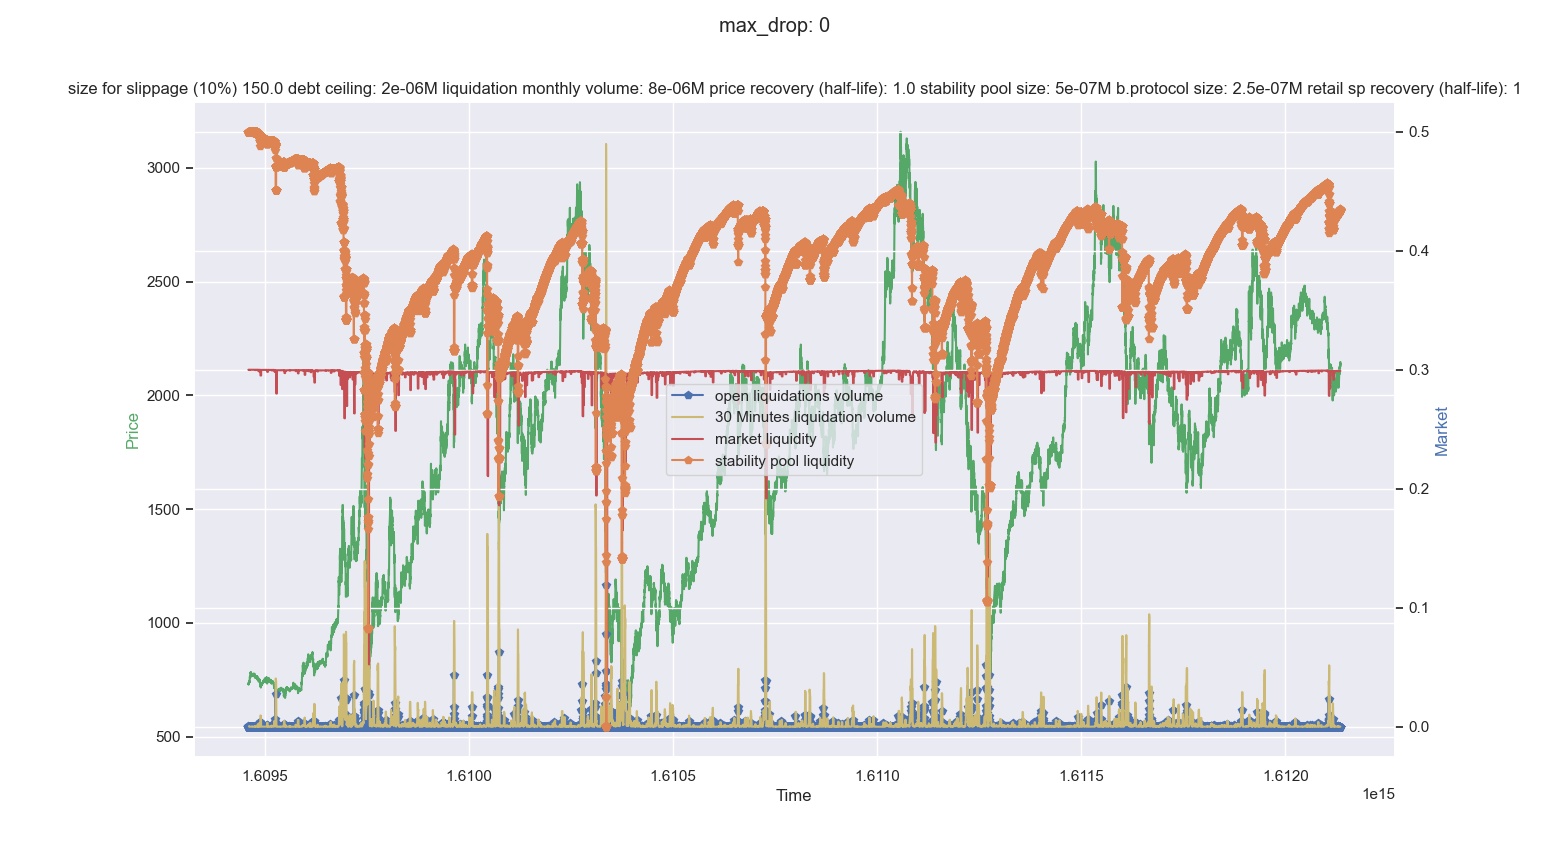 max_drop: 0
size for slippage (10%) 150.0 debt ceiling: 2e-06M liquidation monthly volume: 8e-06M price recovery (half-life): 1.0 stability pool size: 5e-07M b.protocol size: 2.5e-07M retail sp recovery (half-life): 1
3000
2500
2000
1500
1000
500
Price
0.5
0.4
0.3
0.2
0.1
0.0
Market
open liquidations volume
30 Minutes liquidation volume
market liquidity
stability pool liquidity
1.6095 1.6100 1.6105 1.6110 1.6115 1.6120
Time
1e15